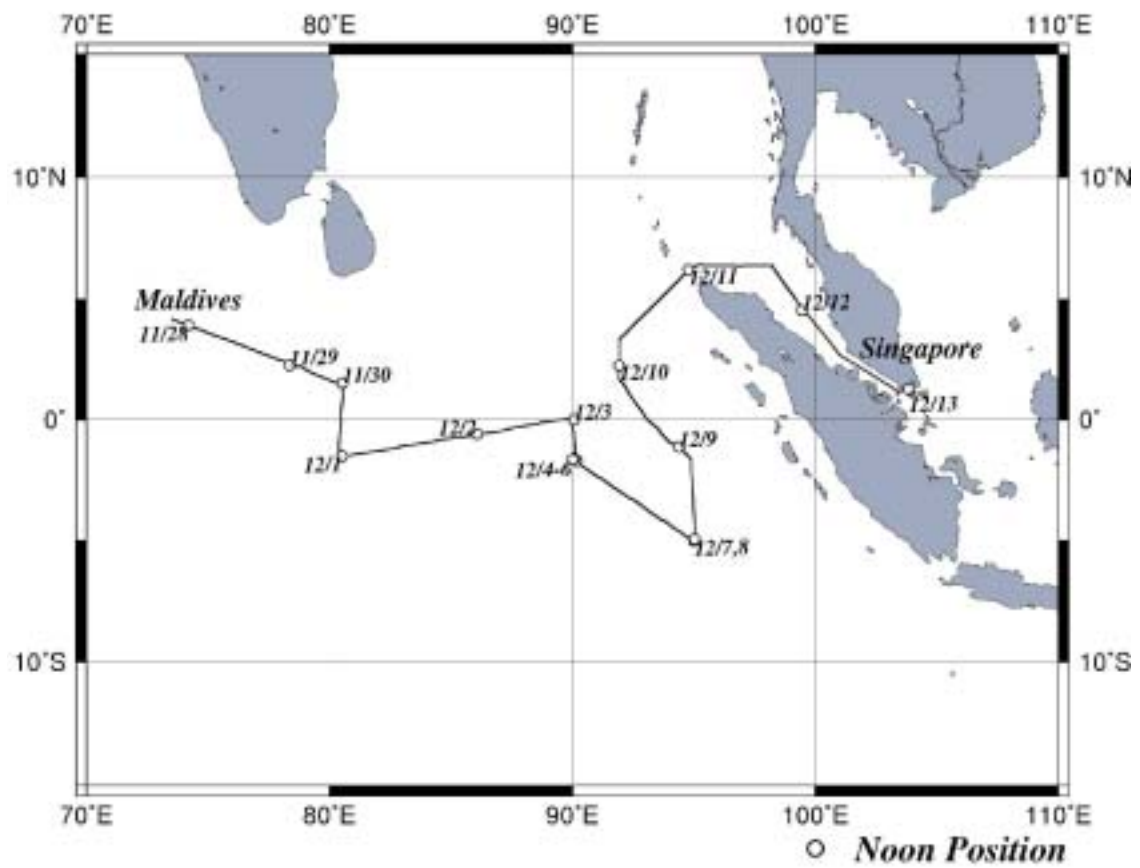 70˚E 80˚E 90˚E 100˚E 110˚E
10˚N 10˚N
Maldives
11/28
11/29
11/30
12/11
12/12
Singapore
12/10
12/13
0˚ 0˚
12/3
12/2
12/9
12/1
12/4-6
12/7,8
10˚S 10˚S
70˚E 80˚E 90˚E 100˚E 110˚E
Noon Position